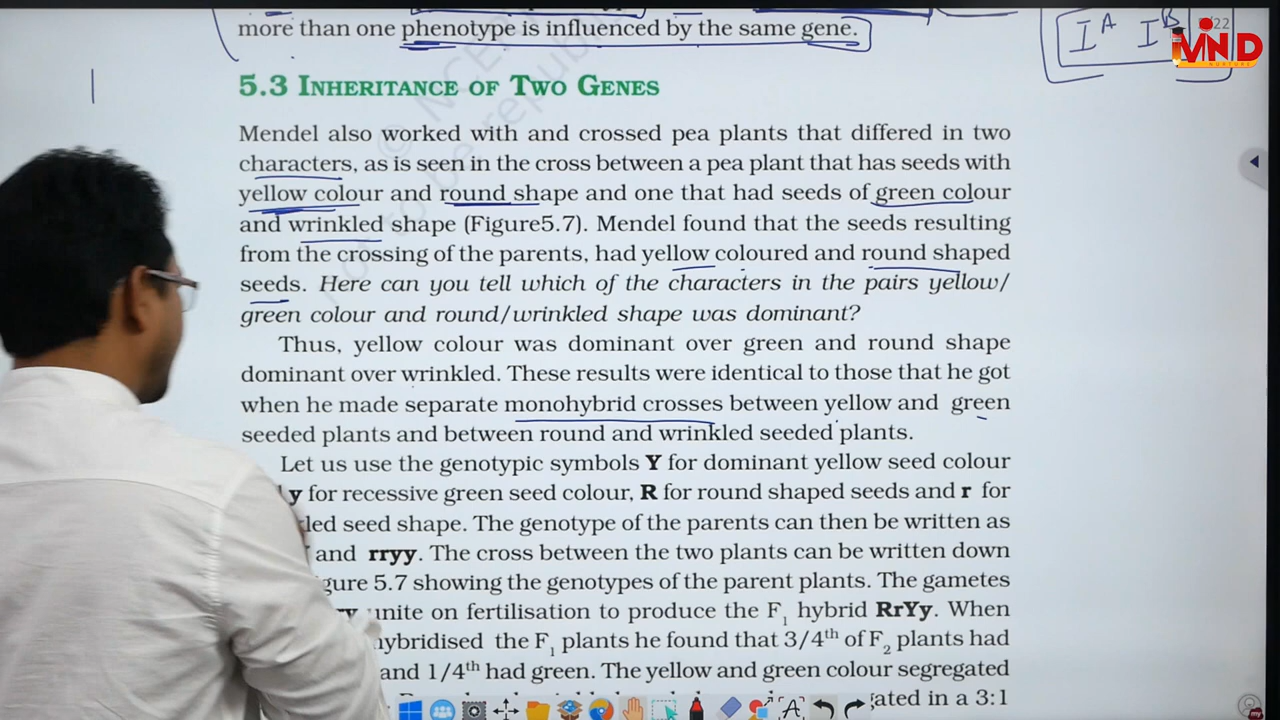 more than one phenotype is influenced by the same gene.
I^A I^B
22
MIND
NURTURE
5.3 INHERITANCE OF TWO GENES
Mendel also worked with and crossed pea plants that differed in two
characters, as is seen in the cross between a pea plant that has seeds with
yellow colour and round shape and one that had seeds of green colour
and wrinkled shape (Figure5.7). Mendel found that the seeds resulting
from the crossing of the parents, had yellow coloured and round shaped
seeds. Here can you tell which of the characters in the pairs yellow/
green colour and round/wrinkled shape was dominant?
Thus, yellow colour was dominant over green and round shape
dominant over wrinkled. These results were identical to those that he got
when he made separate monohybrid crosses between yellow and green
seeded plants and between round and wrinkled seeded plants.
Let us use the genotypic symbols Y for dominant yellow seed colour
y for recessive green seed colour, R for round shaped seeds and r for
led seed shape. The genotype of the parents can then be written as
and rryy. The cross between the two plants can be written down
gure 5.7 showing the genotypes of the parent plants. The gametes
ry unite on fertilisation to produce the F1 hybrid RrYy. When
hybridised the F1 plants he found that 3/4th of F2 plants had
and 1/4th had green. The yellow and green colour segregated
gated in a 3:1